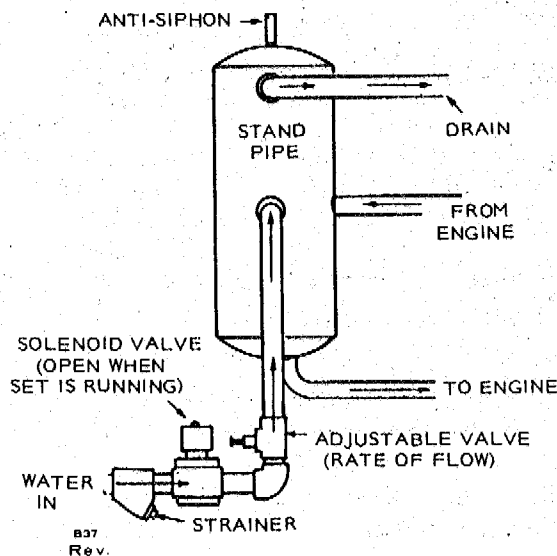 ANTI-SIPHON
STAND
PIPE
DRAIN
FROM
ENGINE
SOLENOID VALVE
(OPEN WHEN
SET IS RUNNING)
TO ENGINE
ADJUSTABLE VALVE
(RATE OF FLOW)
WATER
IN
STRAINER
B37
Rev.